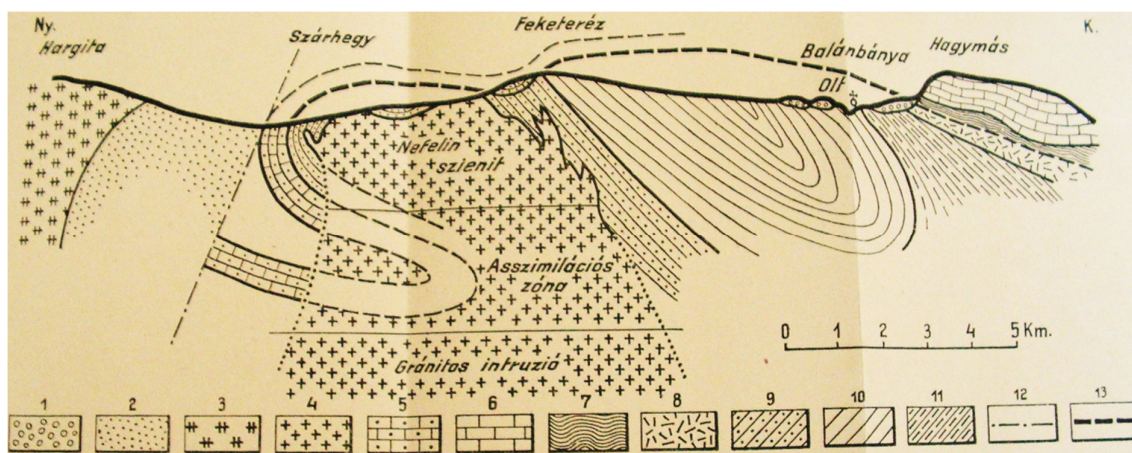 Ny.
K.
Hargita
Szárhegy
Feketeréz
Balánbánya
Hagymás
Olt
Nefelin
szienit
Asszimilációs
zóna
Gránitos intruzió
0 1 2 3 4 5 Km.
1 2 3 4 5 6 7 8 9 10 11 12 13